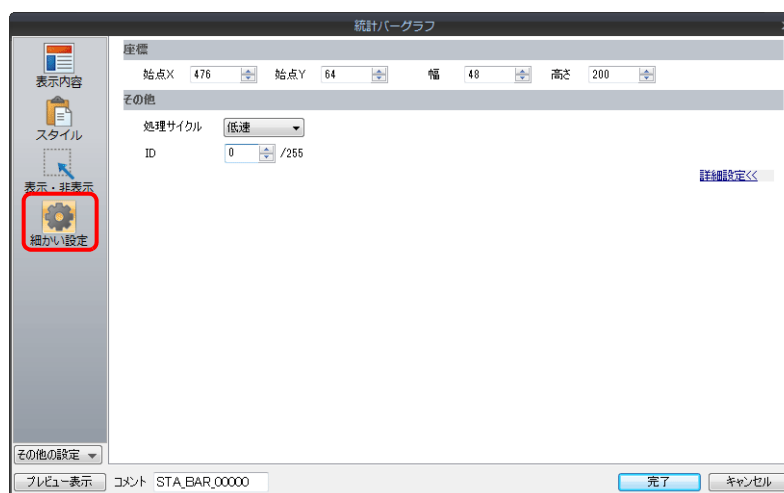 統計バーグラフ
表示内容
スタイル
表示・非表示
細かい設定
座標
始点X 476 始点Y 64 幅 48 高さ 200
その他
処理サイクル 低速
ID 0 /255
詳細設定<<
その他の設定
プレビュー表示 コメント STA_BAR_00000 完了 キャンセル